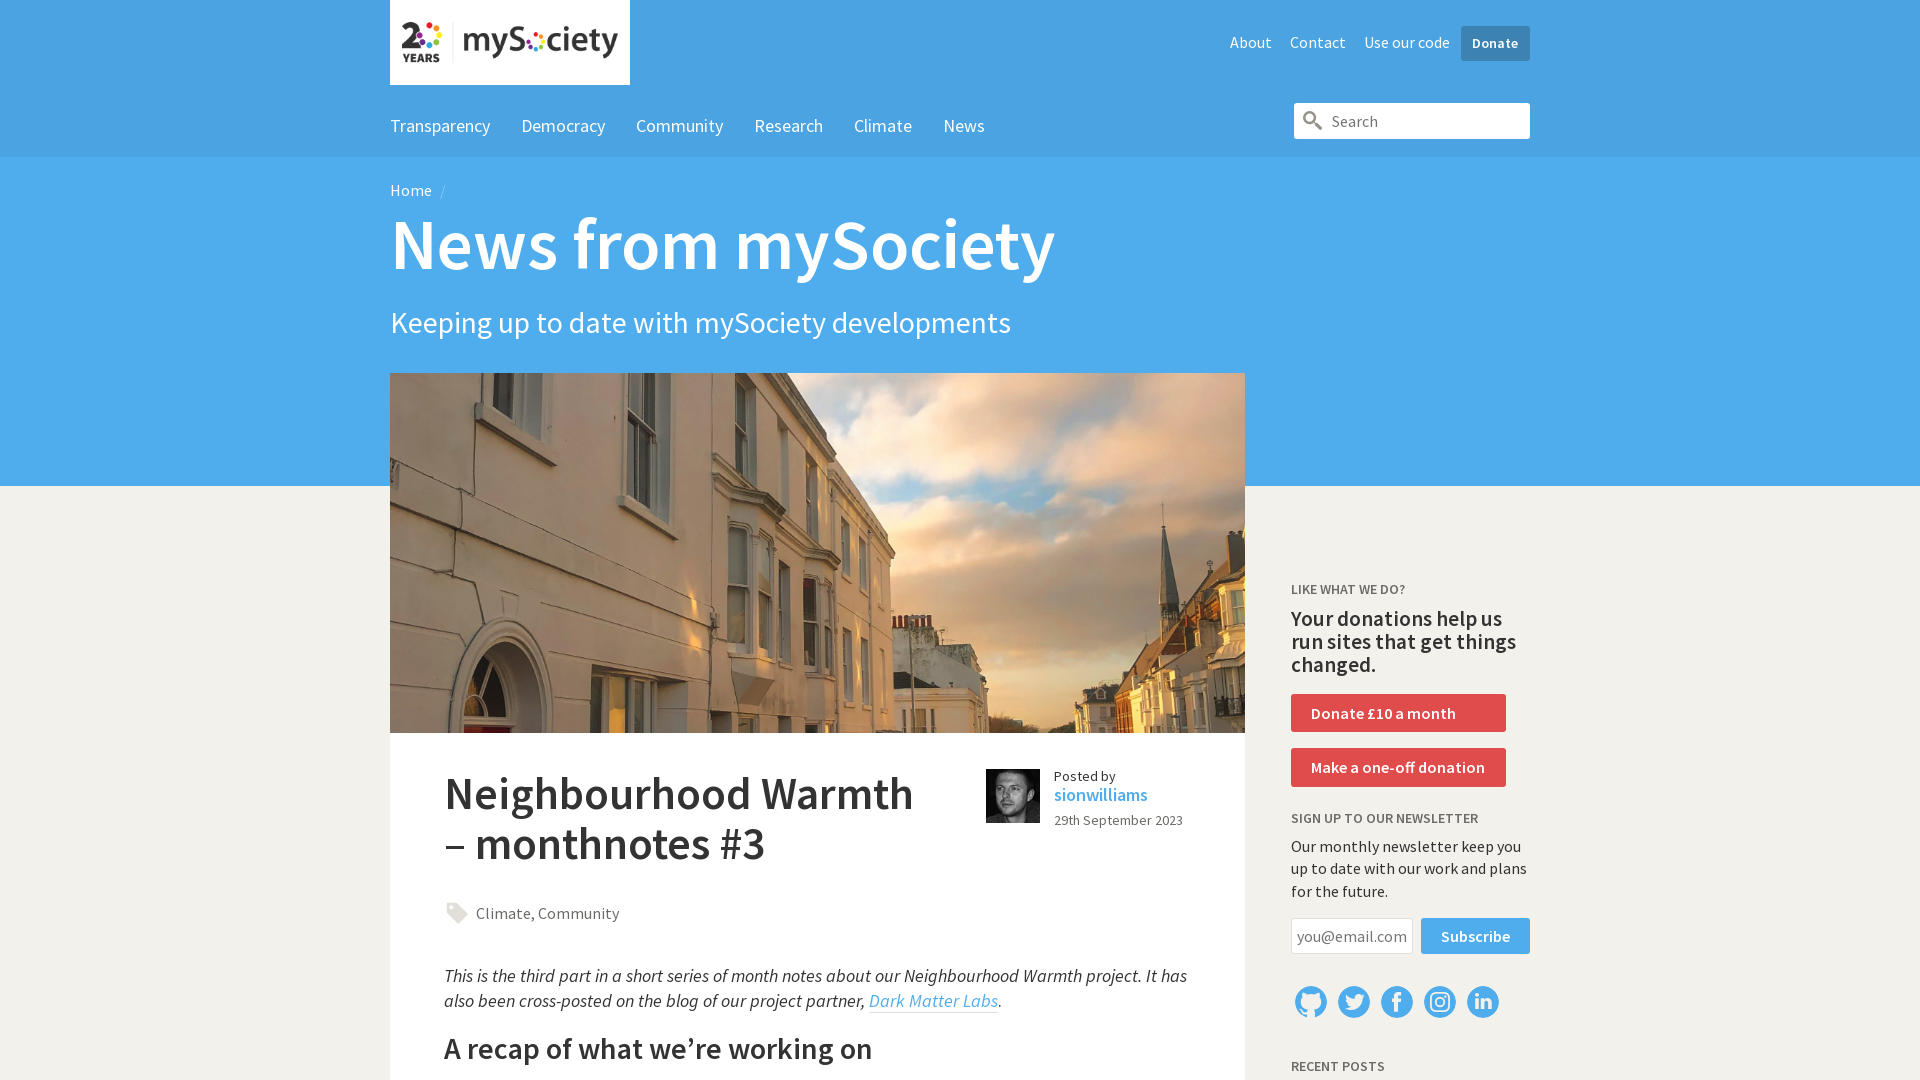 20 YEARS
mySociety
About
Contact
Use our code
Donate
Transparency
Democracy
Community
Research
Climate
News
Search
Home /
News from mySociety
Keeping up to date with mySociety developments
Neighbourhood Warmth
– monthnotes #3
Posted by
sionwilliams
29th September 2023
Climate, Community
This is the third part in a short series of month notes about our Neighbourhood Warmth project. It has
also been cross-posted on the blog of our project partner, Dark Matter Labs.
A recap of what we’re working on
LIKE WHAT WE DO?
Your donations help us
run sites that get things
changed.
Donate £10 a month
Make a one-off donation
SIGN UP TO OUR NEWSLETTER
Our monthly newsletter keep you
up to date with our work and plans
for the future.
you@email.com
Subscribe
RECENT POSTS